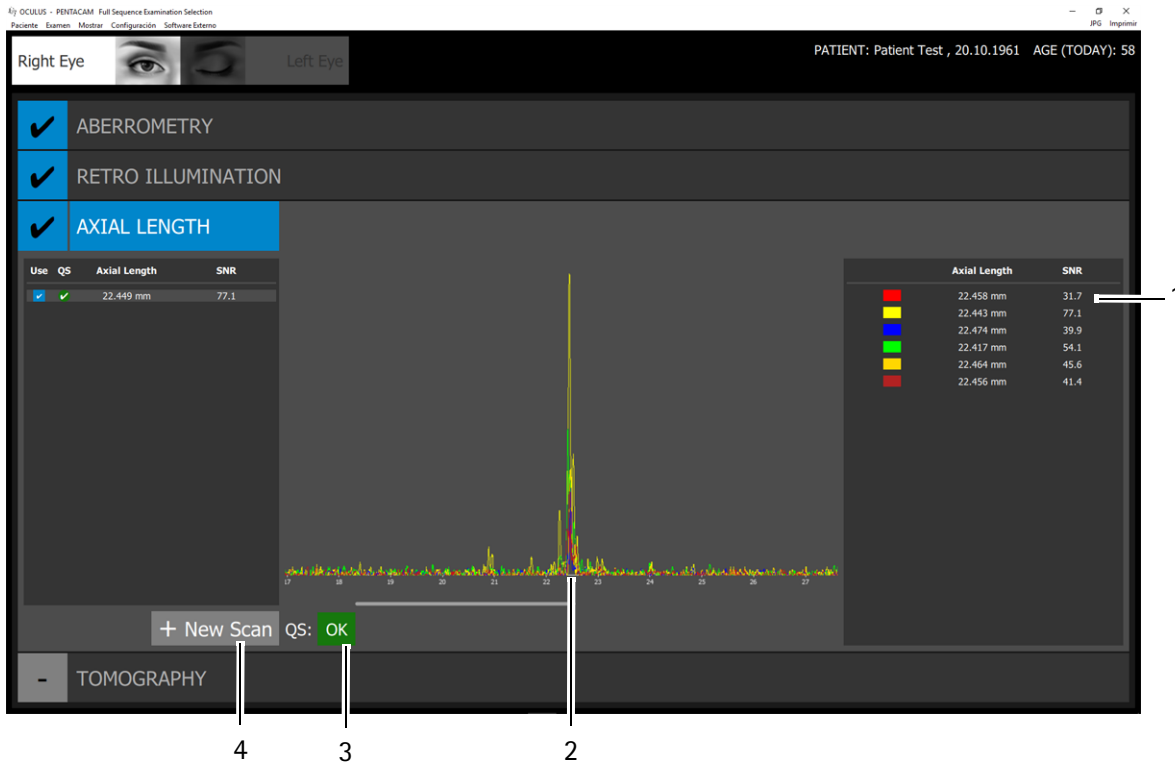 OCULUS - PENTACAM Full Sequence Examination Selection
Paciente Examen Mostrar Configuración Software Externo
JPG Imprimir
Right Eye
Left Eye
PATIENT: Patient Test , 20.10.1961 AGE (TODAY): 58
ABERROMETRY
RETRO ILLUMINATION
AXIAL LENGTH
Use QS Axial Length SNR
22.449 mm 77.1
Axial Length SNR
22.458 mm 31.7
22.443 mm 77.1
22.474 mm 39.9
22.417 mm 54.1
22.464 mm 45.6
22.456 mm 41.4
1
17 18 19 20 21 22 23 24 25 26 27
+ New Scan QS: OK
- TOMOGRAPHY
4 3 2